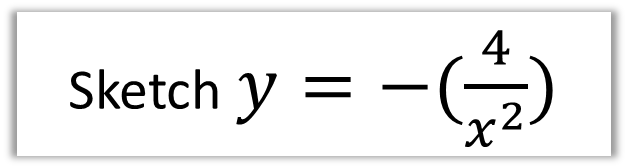 Sketch y = −(4/x²)